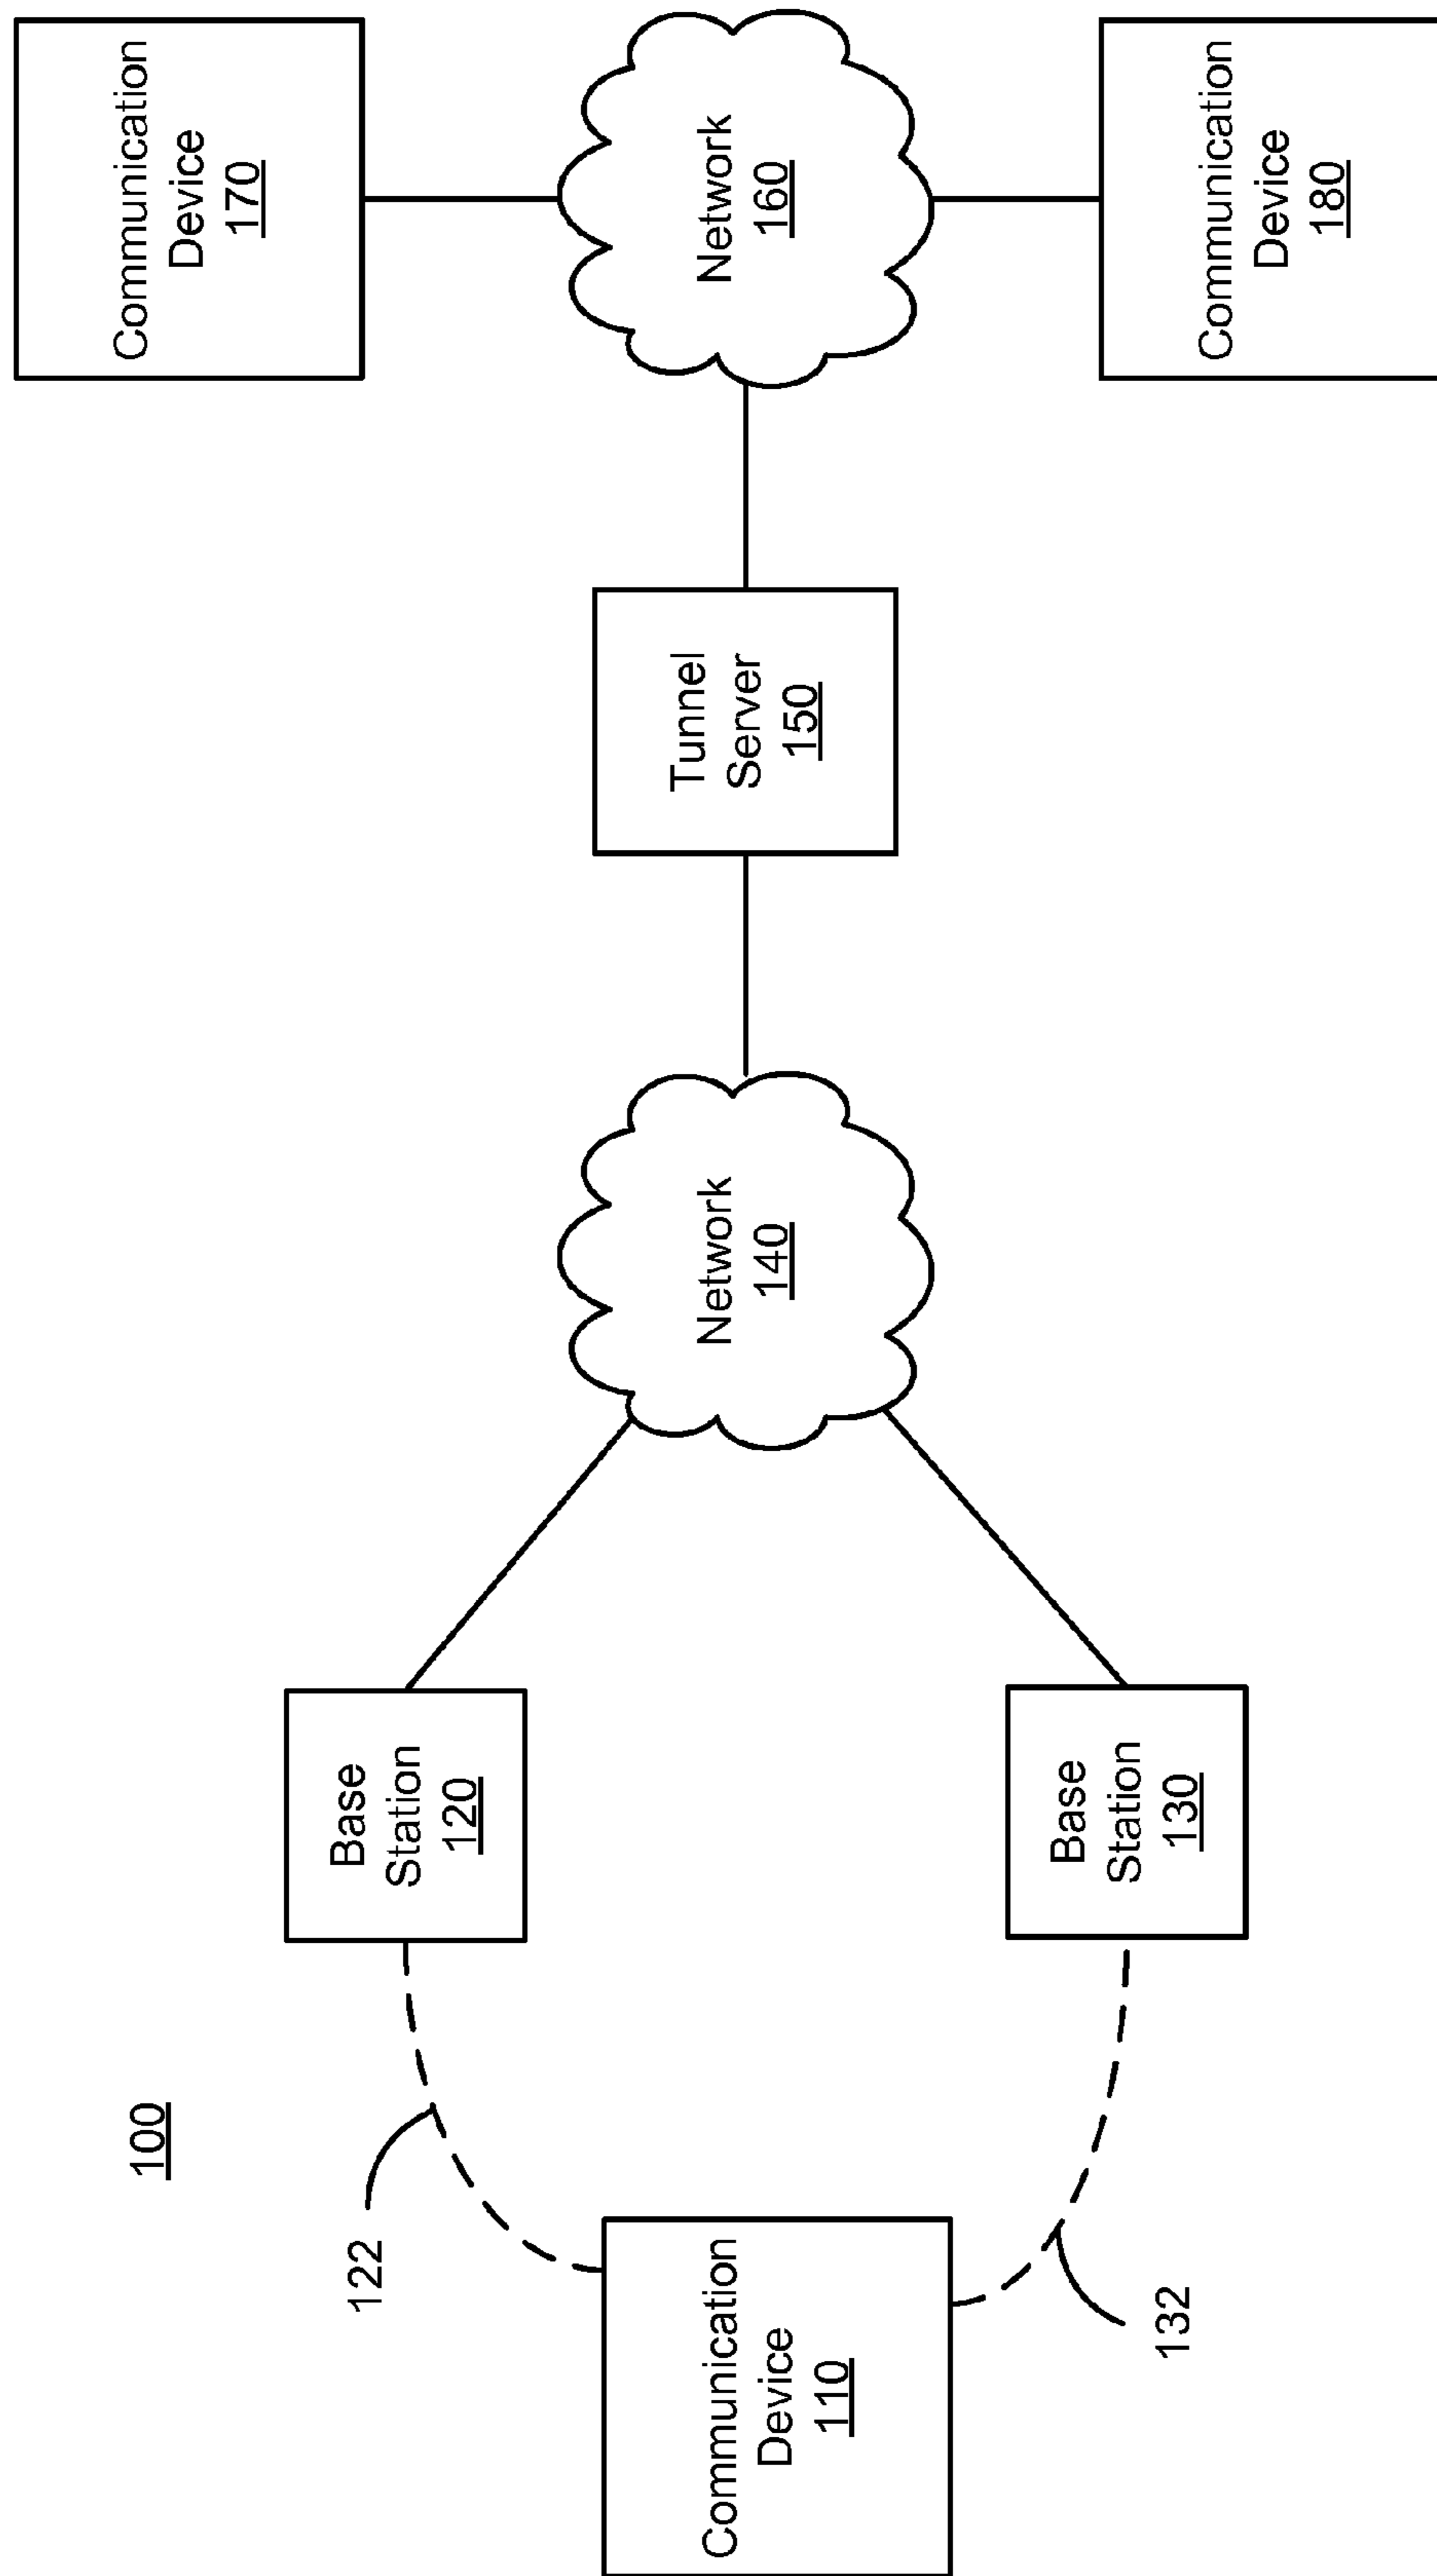 100
Communication
Device
110
122
132
Base
Station
120
Base
Station
130
Network
140
Tunnel
Server
150
Network
160
Communication
Device
170
Communication
Device
180